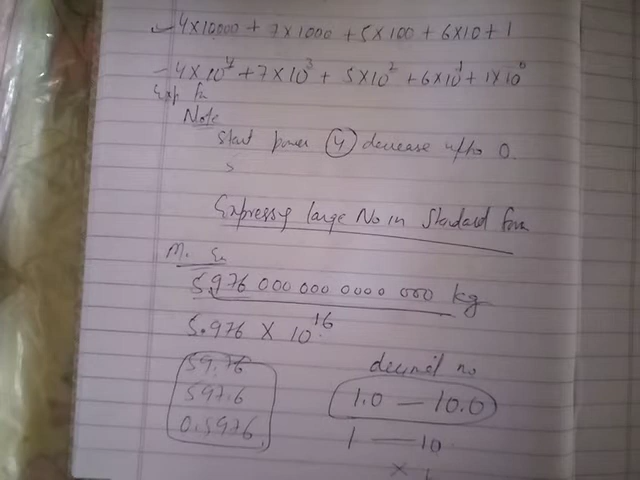 4×10000 + 7×1000 + 5×100 + 6×10 + 1
4×10⁴ + 7×10³ + 5×10² + 6×10¹ + 1×10⁰
Exp
Note
Start power 4 decrease upto 0.
Expressg large No in Standard Form
M.
5976 000 000 0000 000 kg
5.976 × 10¹⁶
decimal no
59.76
1.0 — 10.0
597.6
0.5976
1 — 10